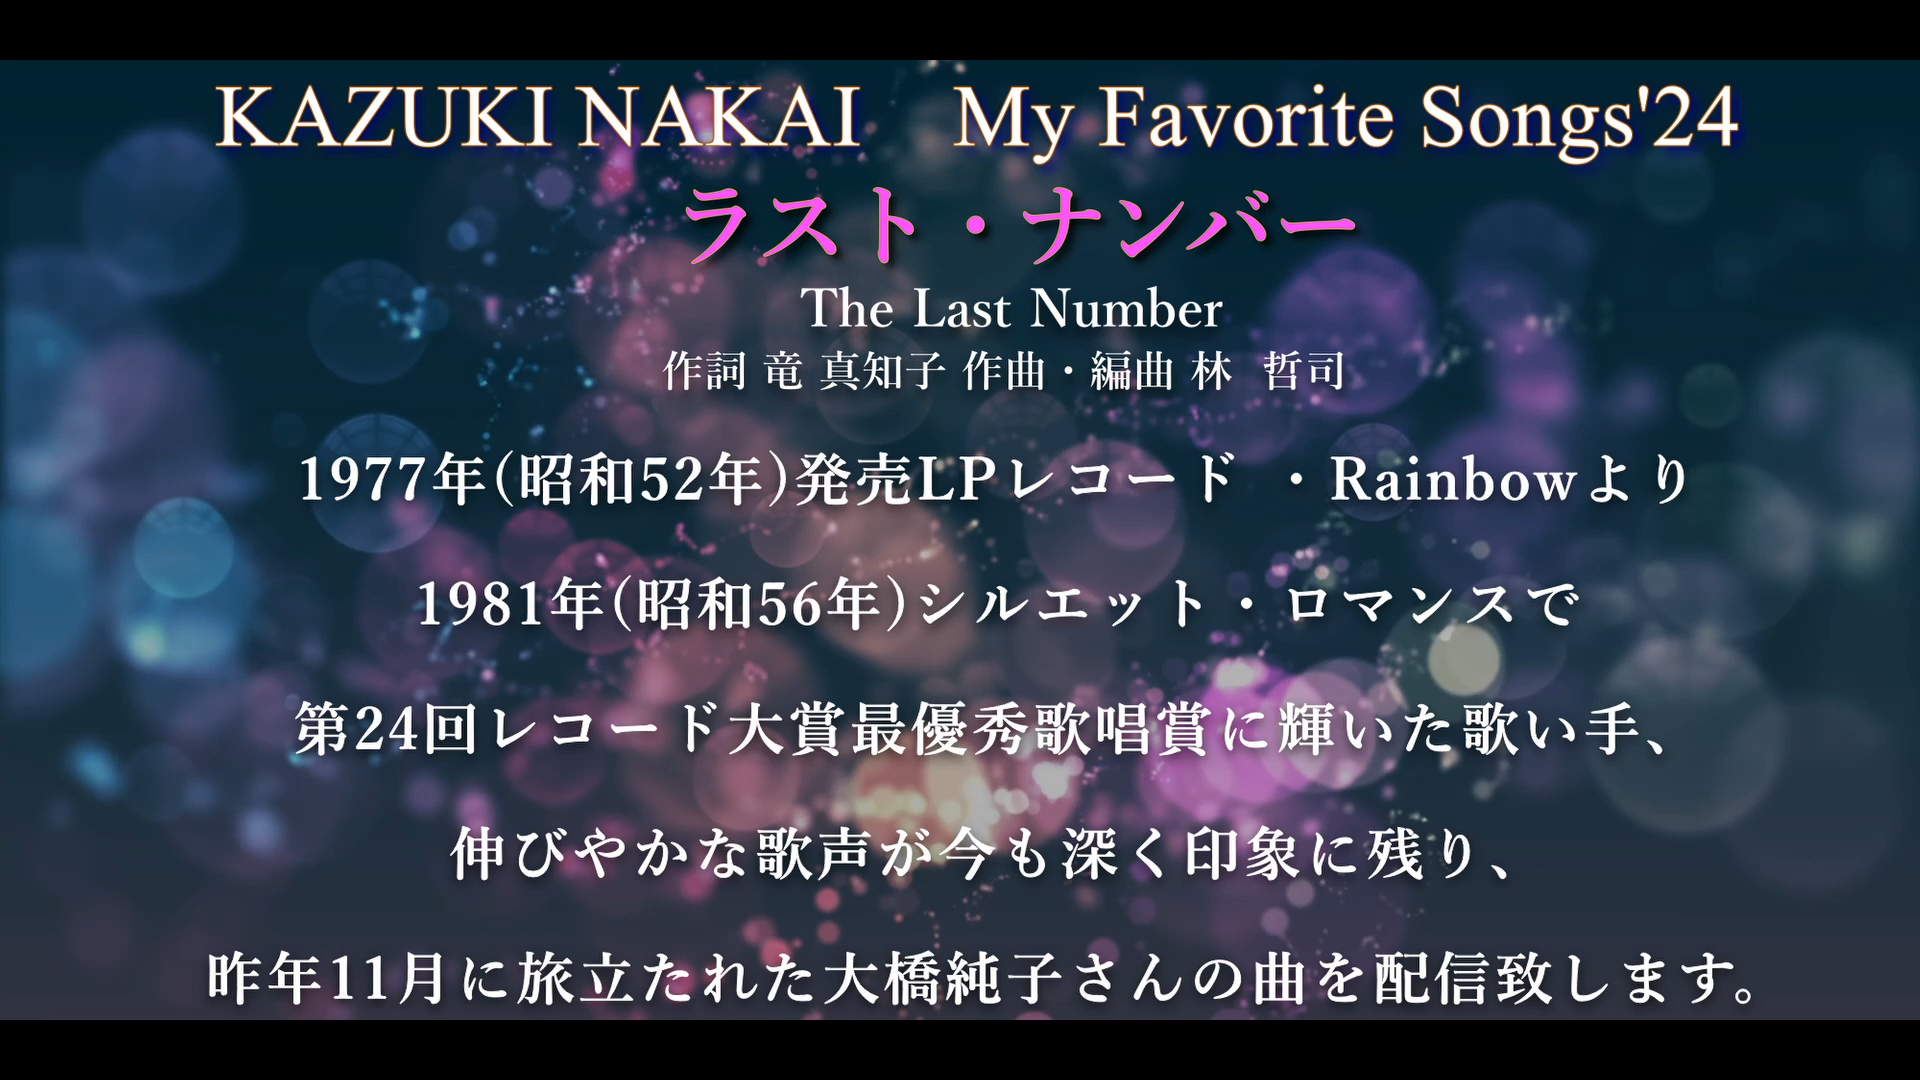 KAZUKI NAKAI　My Favorite Songs'24
ラスト・ナンバー
The Last Number
作詞 竜 真知子 作曲・編曲 林 哲司
1977年(昭和52年)発売LPレコード ・Rainbowより
1981年(昭和56年)シルエット・ロマンスで
第24回レコード大賞最優秀歌唱賞に輝いた歌い手、
伸びやかな歌声が今も深く印象に残り、
昨年11月に旅立たれた大橋純子さんの曲を配信致します。